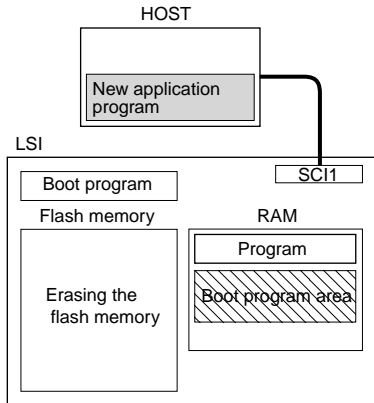 HOST
New application
program
LSI
SCI1
Boot program
Flash memory
RAM
Program
Boot program area
Erasing the
flash memory